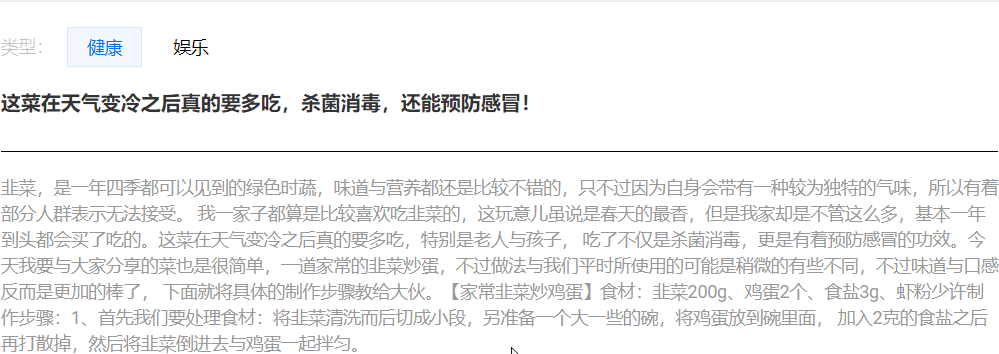 类型： 健康 娱乐
这菜在天气变冷之后真的要多吃，杀菌消毒，还能预防感冒！
韭菜，是一年四季都可以见到的绿色时蔬，味道与营养都还是比较不错的，只不过因为自身会带有一种较为独特的气味，所以有着
部分人群表示无法接受。 我一家子都算是比较喜欢吃韭菜的，这玩意儿虽说是春天的最香，但是我家却是不管这么多，基本一年
到头都会买了吃的。这菜在天气变冷之后真的要多吃，特别是老人与孩子， 吃了不仅是杀菌消毒，更是有着预防感冒的功效。今
天我要与大家分享的菜也是很简单，一道家常的韭菜炒蛋，不过做法与我们平时所使用的可能是稍微的有些不同，不过味道与口感
反而是更加的棒了， 下面就将具体的制作步骤教给大伙。【家常韭菜炒鸡蛋】食材：韭菜200g、鸡蛋2个、食盐3g、虾粉少许制
作步骤：1、首先我们要处理食材：将韭菜清洗而后切成小段，另准备一个大一些的碗，将鸡蛋放到碗里面， 加入2克的食盐之后
再打散掉，然后将韭菜倒进去与鸡蛋一起拌匀。